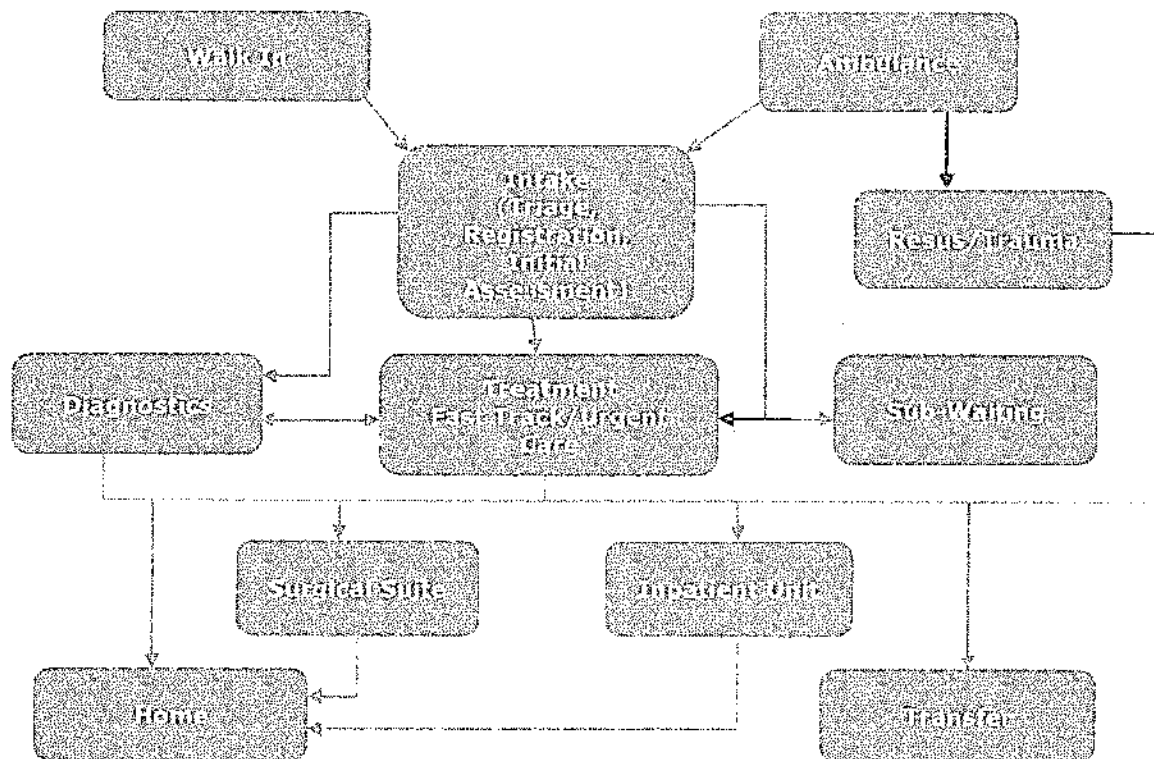 Walk In
Ambulance
Intake
(Triage,
Registration,
Initial
Assessment)
Resus/Trauma
Diagnostics
Treatment
Fast Track/Urgent
Care
Sub-Waiting
Surgical Suite
Inpatient Unit
Home
Transfer